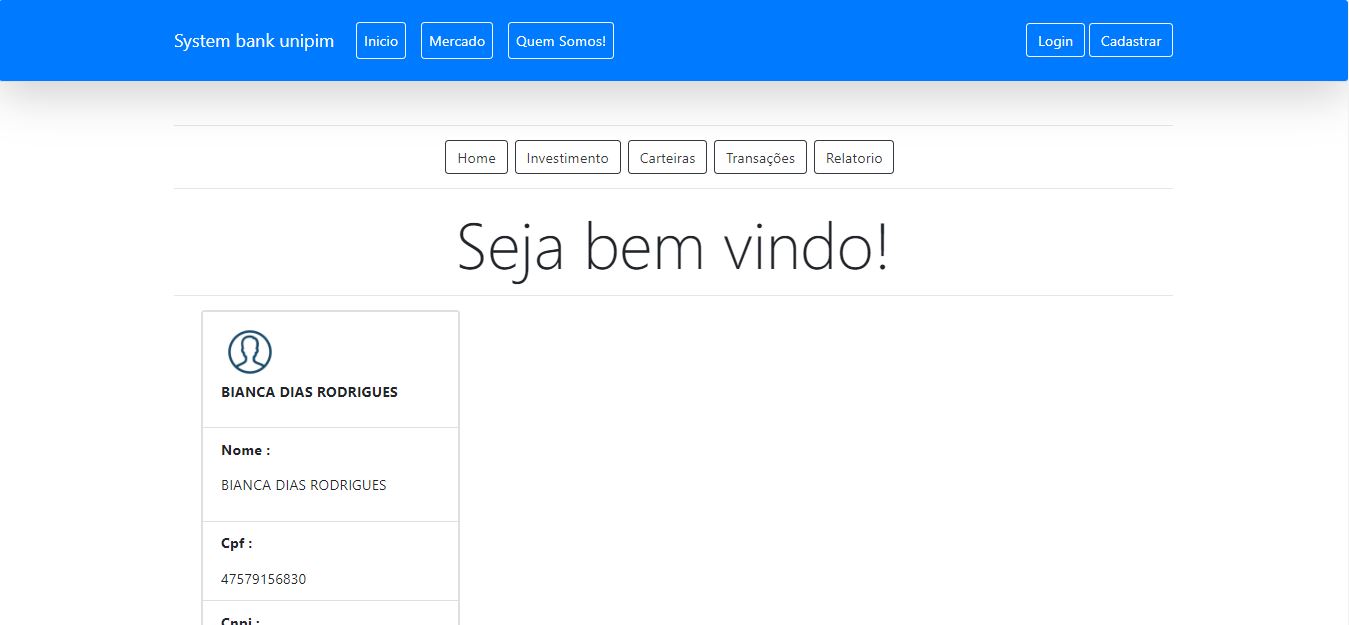 System bank unipim Inicio Mercado Quem Somos! Login Cadastrar
Home Investimento Carteiras Transações Relatorio
Seja bem vindo!
BIANCA DIAS RODRIGUES
Nome :
BIANCA DIAS RODRIGUES
Cpf :
47579156830
Cnpj :